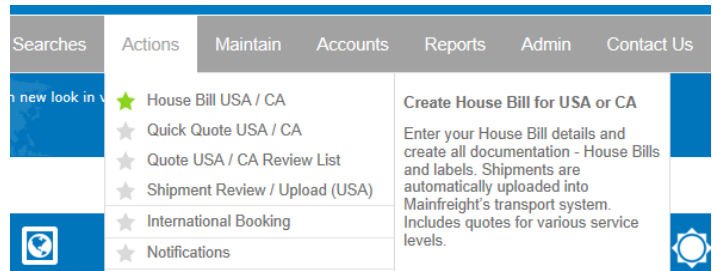 Searches Actions Maintain Accounts Reports Admin Contact Us
new look in
House Bill USA / CA
Quick Quote USA / CA
Quote USA / CA Review List
Shipment Review / Upload (USA)
International Booking
Notifications
Create House Bill for USA or CA
Enter your House Bill details and
create all documentation - House Bills
and labels. Shipments are
automatically uploaded into
Mainfreight's transport system.
Includes quotes for various service
levels.